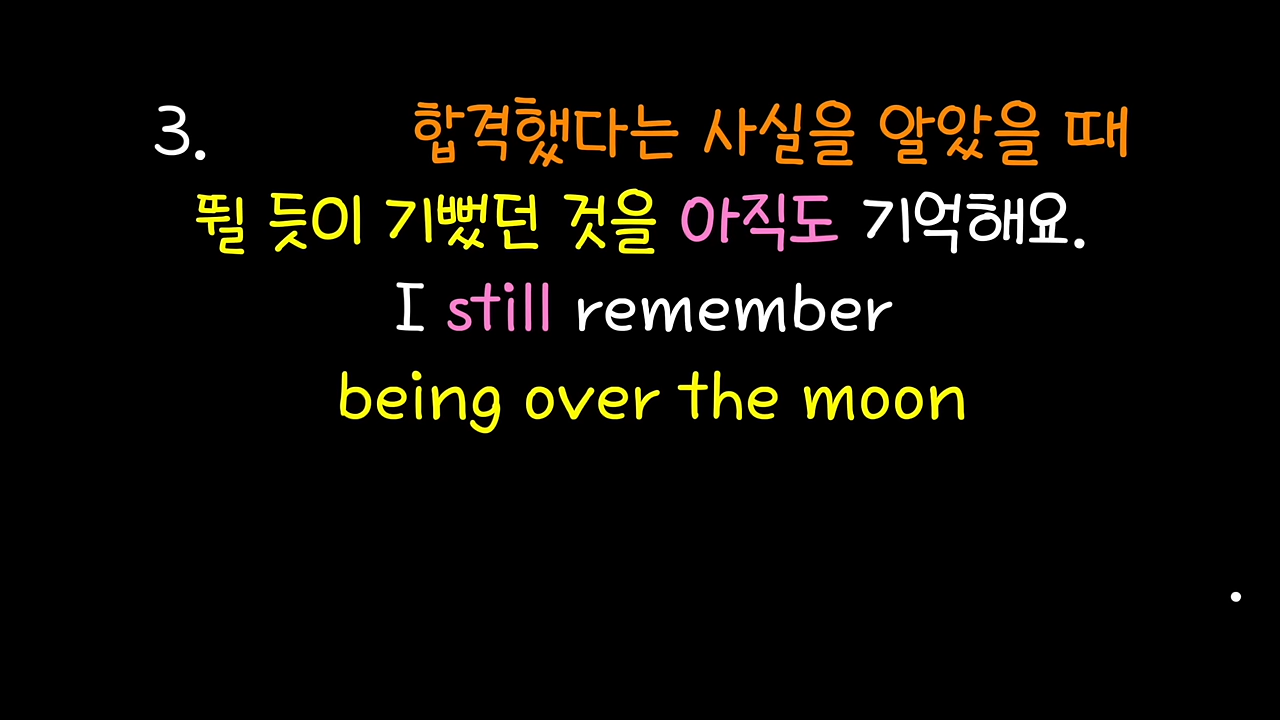 3. 합격했다는 사실을 알았을 때
뛸 듯이 기뻤던 것을 아직도 기억해요.
I still remember
being over the moon
.